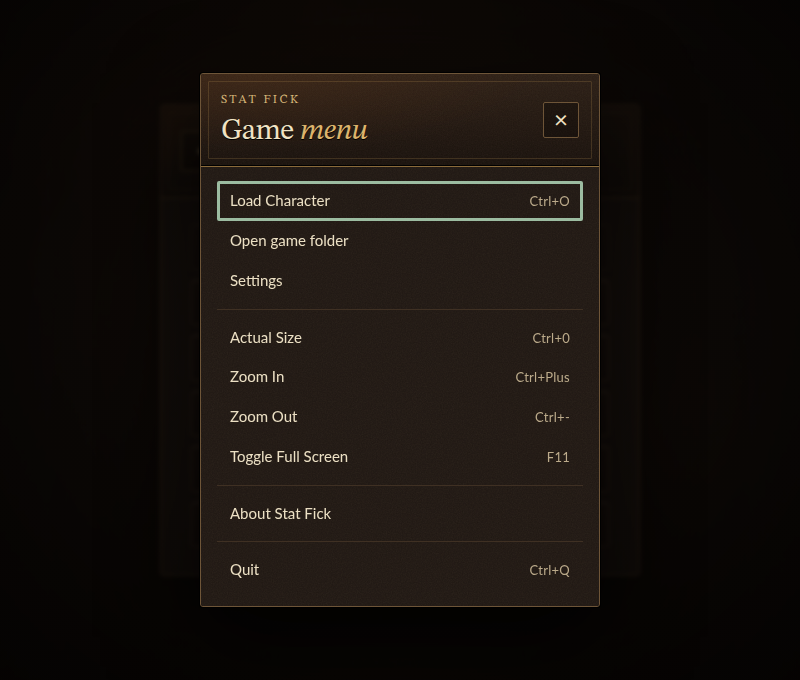 STAT FICK
Game menu
✕
Load Character Ctrl+O
Open game folder
Settings
Actual Size Ctrl+0
Zoom In Ctrl+Plus
Zoom Out Ctrl+-
Toggle Full Screen F11
About Stat Fick
Quit Ctrl+Q